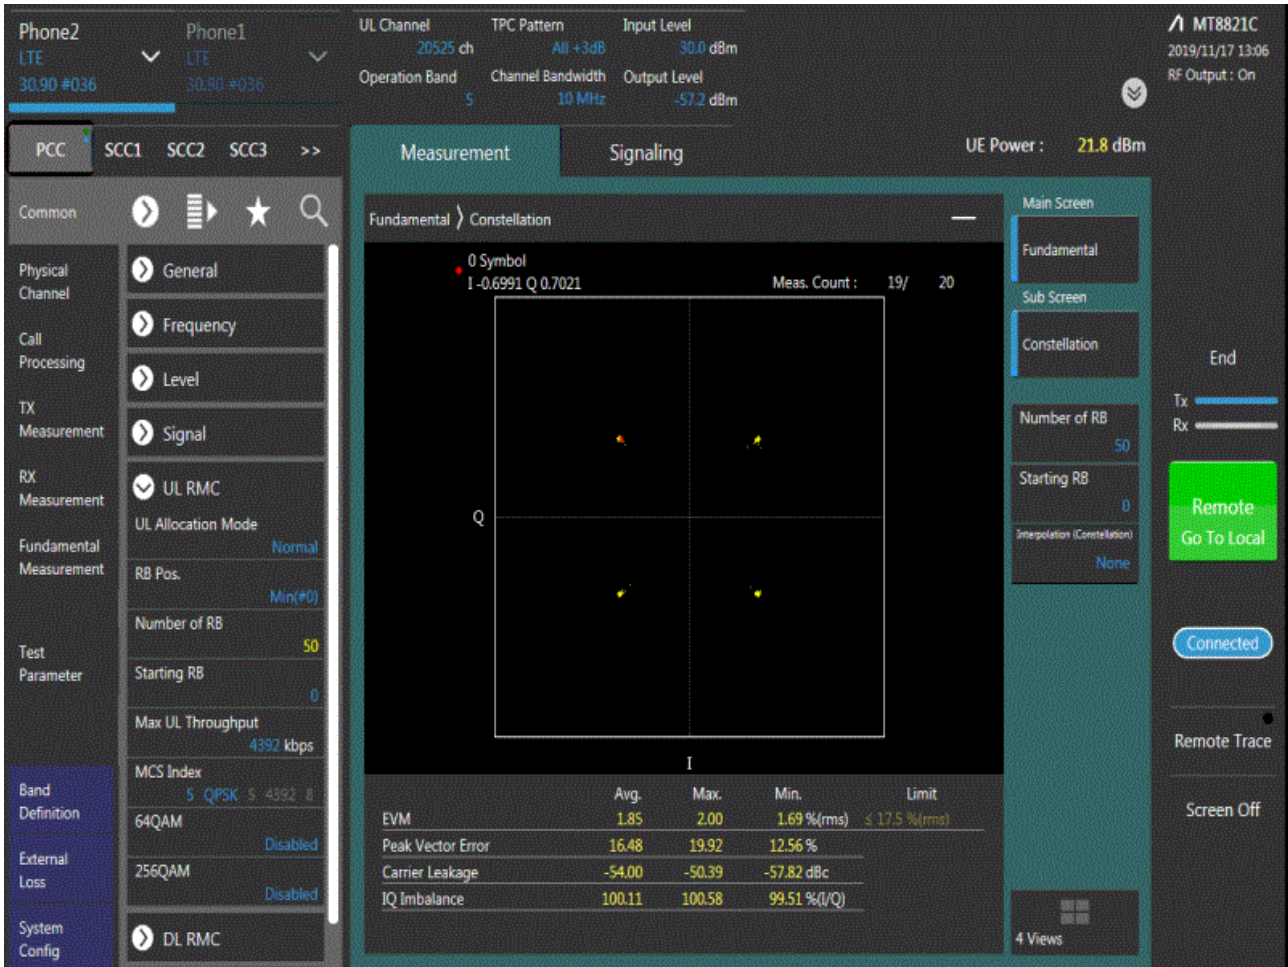 Phone2
LTE
30.90 #036
Phone1
LTE
30.90 #036
UL Channel
20525 ch
TPC Pattern
All +3dB
Input Level
30.0 dBm
Operation Band
5
Channel Bandwidth
10 MHz
Output Level
-57.2 dBm
MT8821C
2019/11/17 13:06
RF Output : On
PCC SCC1 SCC2 SCC3 >>
Measurement
Signaling
UE Power : 21.8 dBm
Common
Physical
Channel
Call
Processing
TX
Measurement
RX
Measurement
Fundamental
Measurement
Test
Parameter
Band
Definition
External
Loss
System
Config
General
Frequency
Level
Signal
UL RMC
UL Allocation Mode
Normal
RB Pos.
Min(#0)
Number of RB
50
Starting RB
0
Max UL Throughput
4392 kbps
MCS Index
5 QPSK 5 4392 8
64QAM
Disabled
256QAM
Disabled
DL RMC
Fundamental 〉 Constellation
0 Symbol
I -0.6991 Q 0.7021
Meas. Count : 19/ 20
Q
I
Avg. Max. Min. Limit
EVM 1.85 2.00 1.69 %(rms) ≤ 17.5 %(rms)
Peak Vector Error 16.48 19.92 12.56 %
Carrier Leakage -54.00 -50.39 -57.82 dBc
IQ Imbalance 100.11 100.58 99.51 %(I/Q)
Main Screen
Fundamental
Sub Screen
Constellation
Number of RB
50
Starting RB
0
Interpolation (Constellation)
None
4 Views
End
Tx
Rx
Remote
Go To Local
Connected
Remote Trace
Screen Off